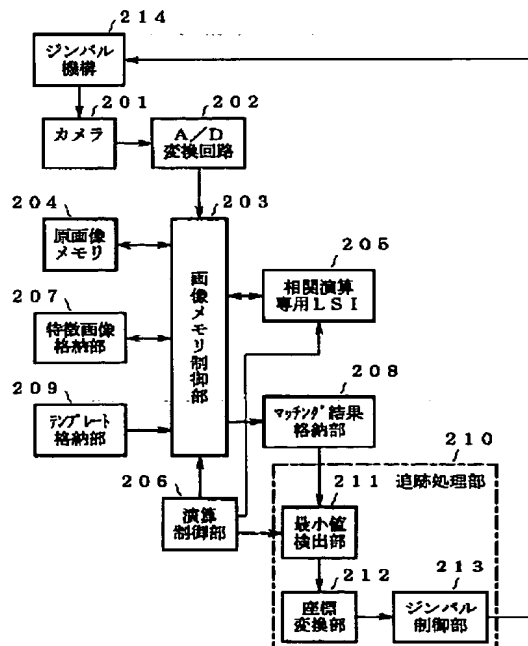 214
ジンバル
機構
201
カメラ
202
A/D
変換回路
203
画像メモリ制御部
204
原画像
メモリ
205
相関演算
専用LSI
207
特徴画像
格納部
208
マッチング結果
格納部
209
テンプレート
格納部
210
追跡処理部
206
演算
制御部
211
最小値
検出部
212
座標
変換部
213
ジンバル
制御部